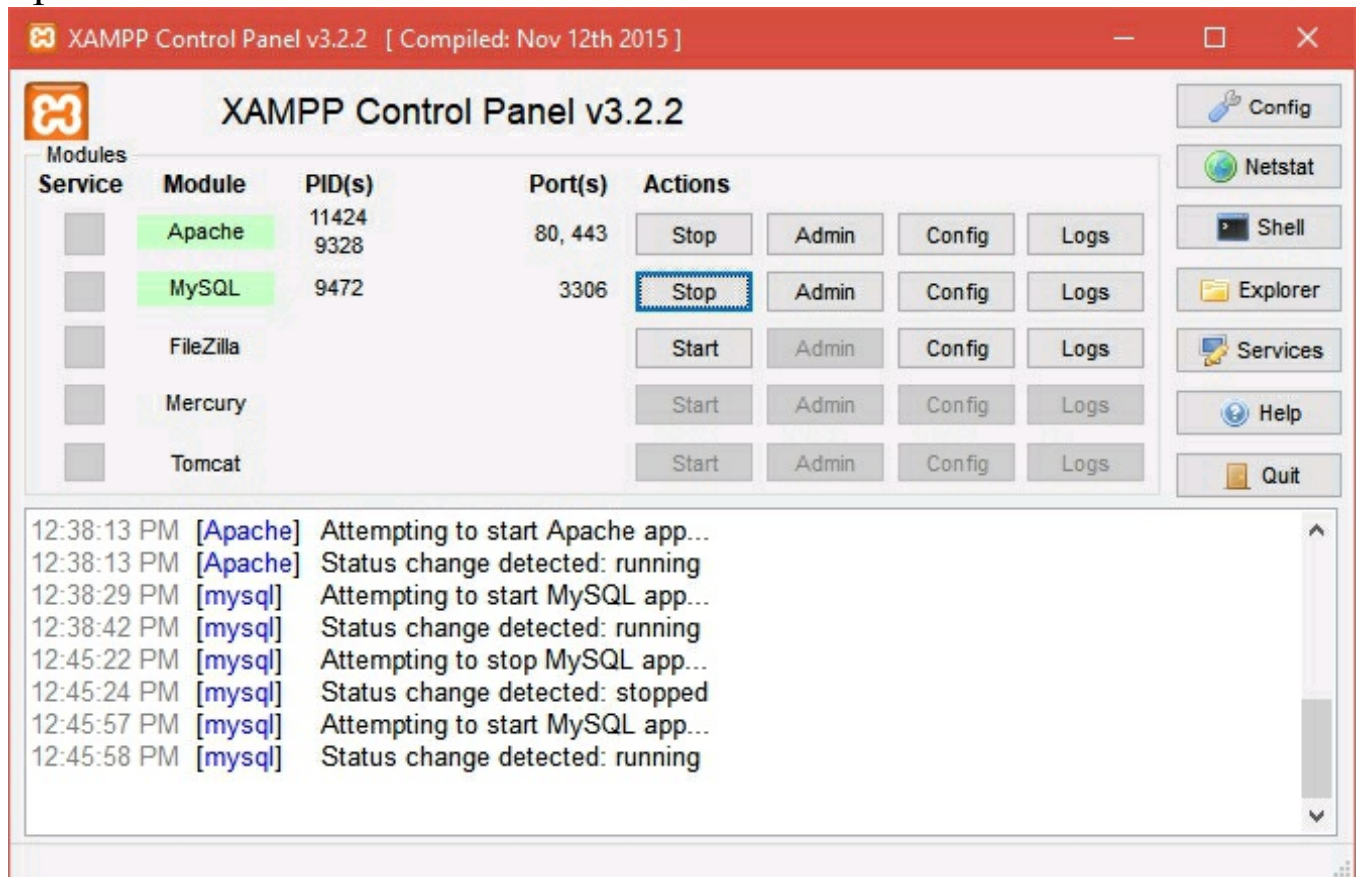 XAMPP Control Panel v3.2.2 [ Compiled: Nov 12th 2015 ]
XAMPP Control Panel v3.2.2
Config
Modules
Service Module PID(s) Port(s) Actions
Netstat
Apache 11424 9328 80, 443 Stop Admin Config Logs
Shell
MySQL 9472 3306 Stop Admin Config Logs
Explorer
FileZilla Start Admin Config Logs
Services
Mercury Start Admin Config Logs
Help
Tomcat Start Admin Config Logs
Quit
12:38:13 PM [Apache] Attempting to start Apache app...
12:38:13 PM [Apache] Status change detected: running
12:38:29 PM [mysql] Attempting to start MySQL app...
12:38:42 PM [mysql] Status change detected: running
12:45:22 PM [mysql] Attempting to stop MySQL app...
12:45:24 PM [mysql] Status change detected: stopped
12:45:57 PM [mysql] Attempting to start MySQL app...
12:45:58 PM [mysql] Status change detected: running